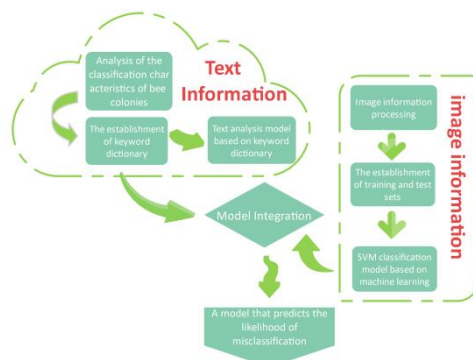 Analysis of the
classification char
acteristics of bee
colonies
Text
Information
The establishment
of keyword
dictionary
Text analysis model
based on keyword
dictionary
image information
Image information
processing
The establishment
of training and test
sets
SVM classification
model based on
machine learning
Model Integration
A model that predicts the
likelihood of
misclassification